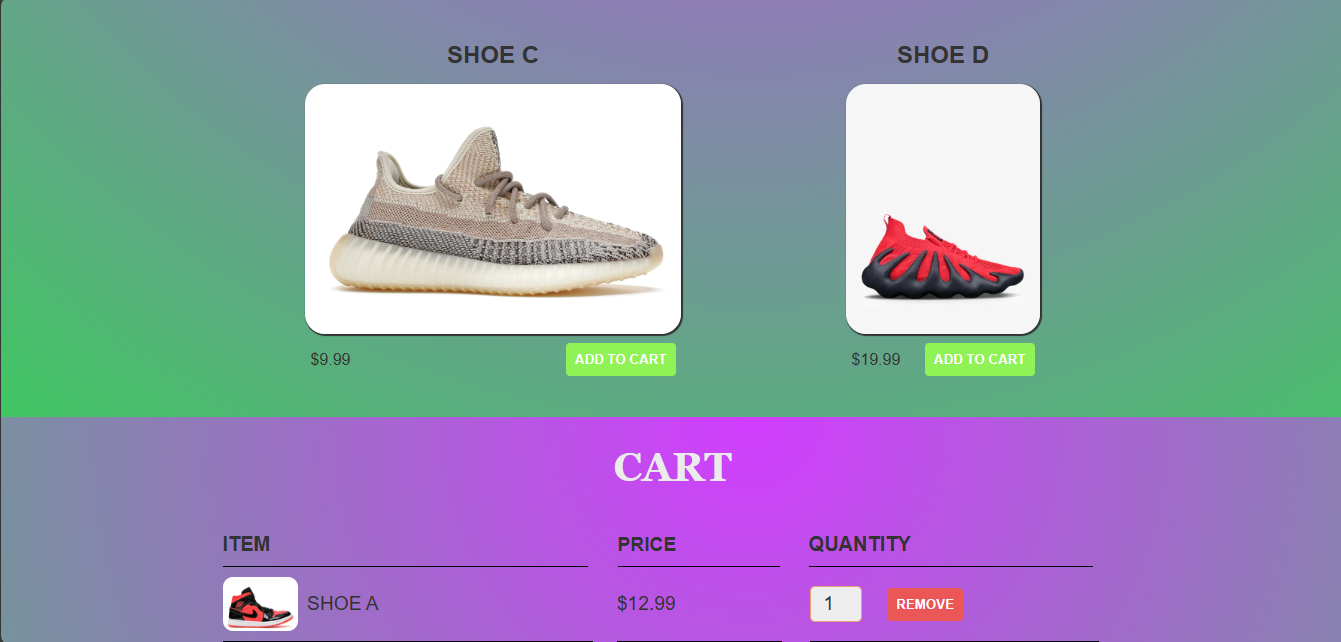 SHOE C SHOE D
$9.99 ADD TO CART $19.99 ADD TO CART
CART
ITEM PRICE QUANTITY
SHOE A $12.99 1 REMOVE